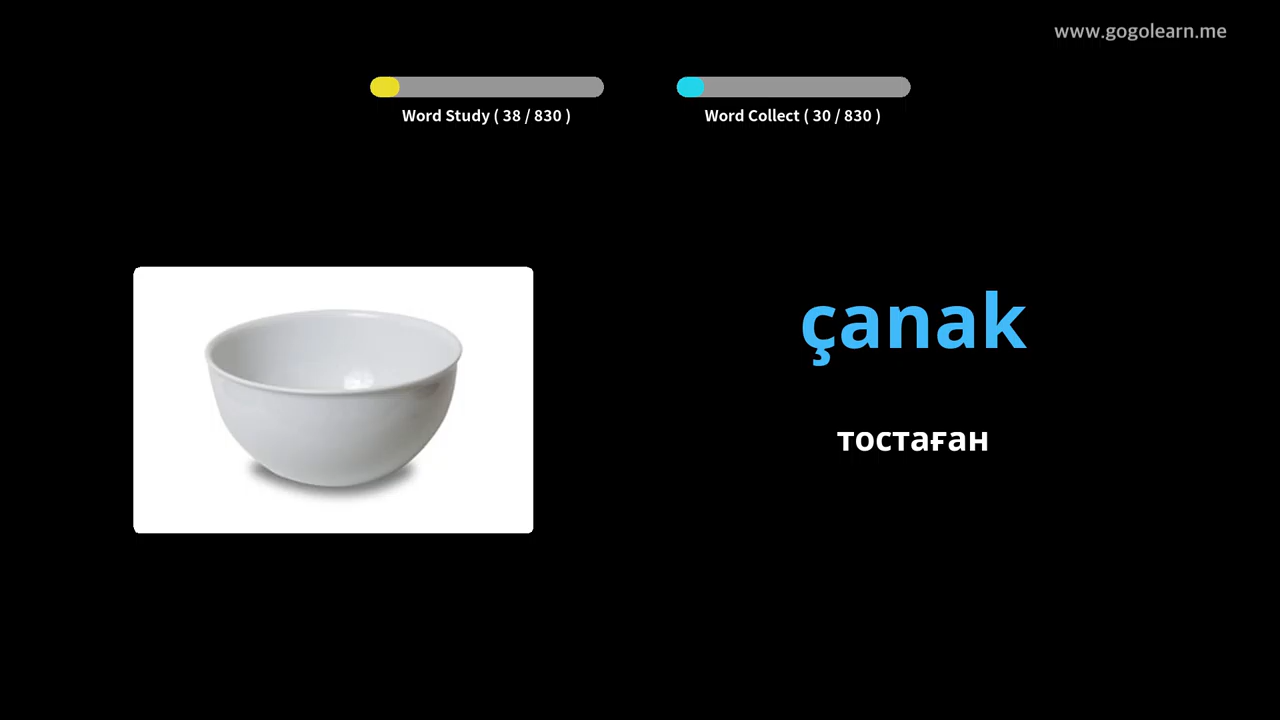 www.gogolearn.me
Word Study ( 38 / 830 )
Word Collect ( 30 / 830 )
çanak
тостаған